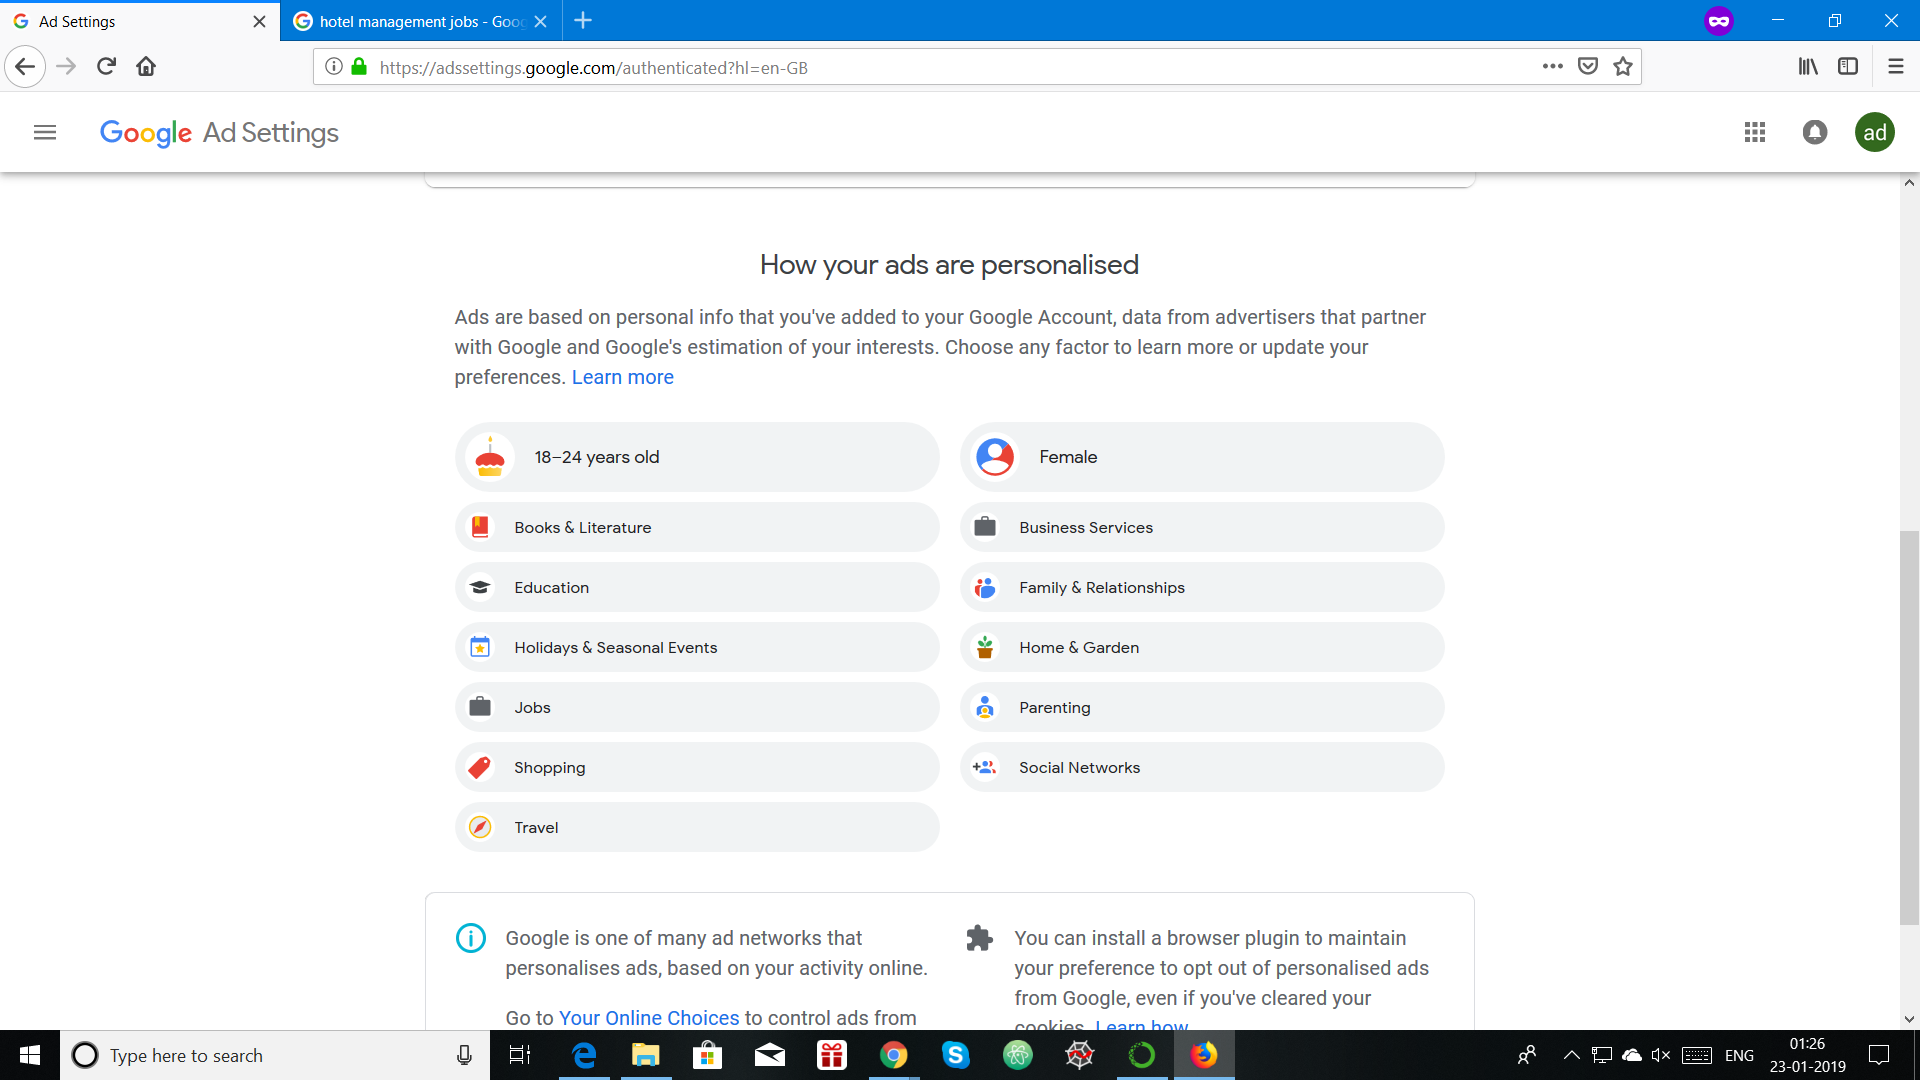 Ad Settings
hotel management jobs - Goo
https://adssettings.google.com/authenticated?hl=en-GB
Google Ad Settings
ad
How your ads are personalised
Ads are based on personal info that you've added to your Google Account, data from advertisers that partner
with Google and Google's estimation of your interests. Choose any factor to learn more or update your
preferences. Learn more
18–24 years old
Female
Books & Literature
Business Services
Education
Family & Relationships
Holidays & Seasonal Events
Home & Garden
Jobs
Parenting
Shopping
Social Networks
Travel
Google is one of many ad networks that
personalises ads, based on your activity online.
Go to Your Online Choices to control ads from
You can install a browser plugin to maintain
your preference to opt out of personalised ads
from Google, even if you've cleared your
cookies. Learn how
Type here to search
ENG
01:26
23-01-2019